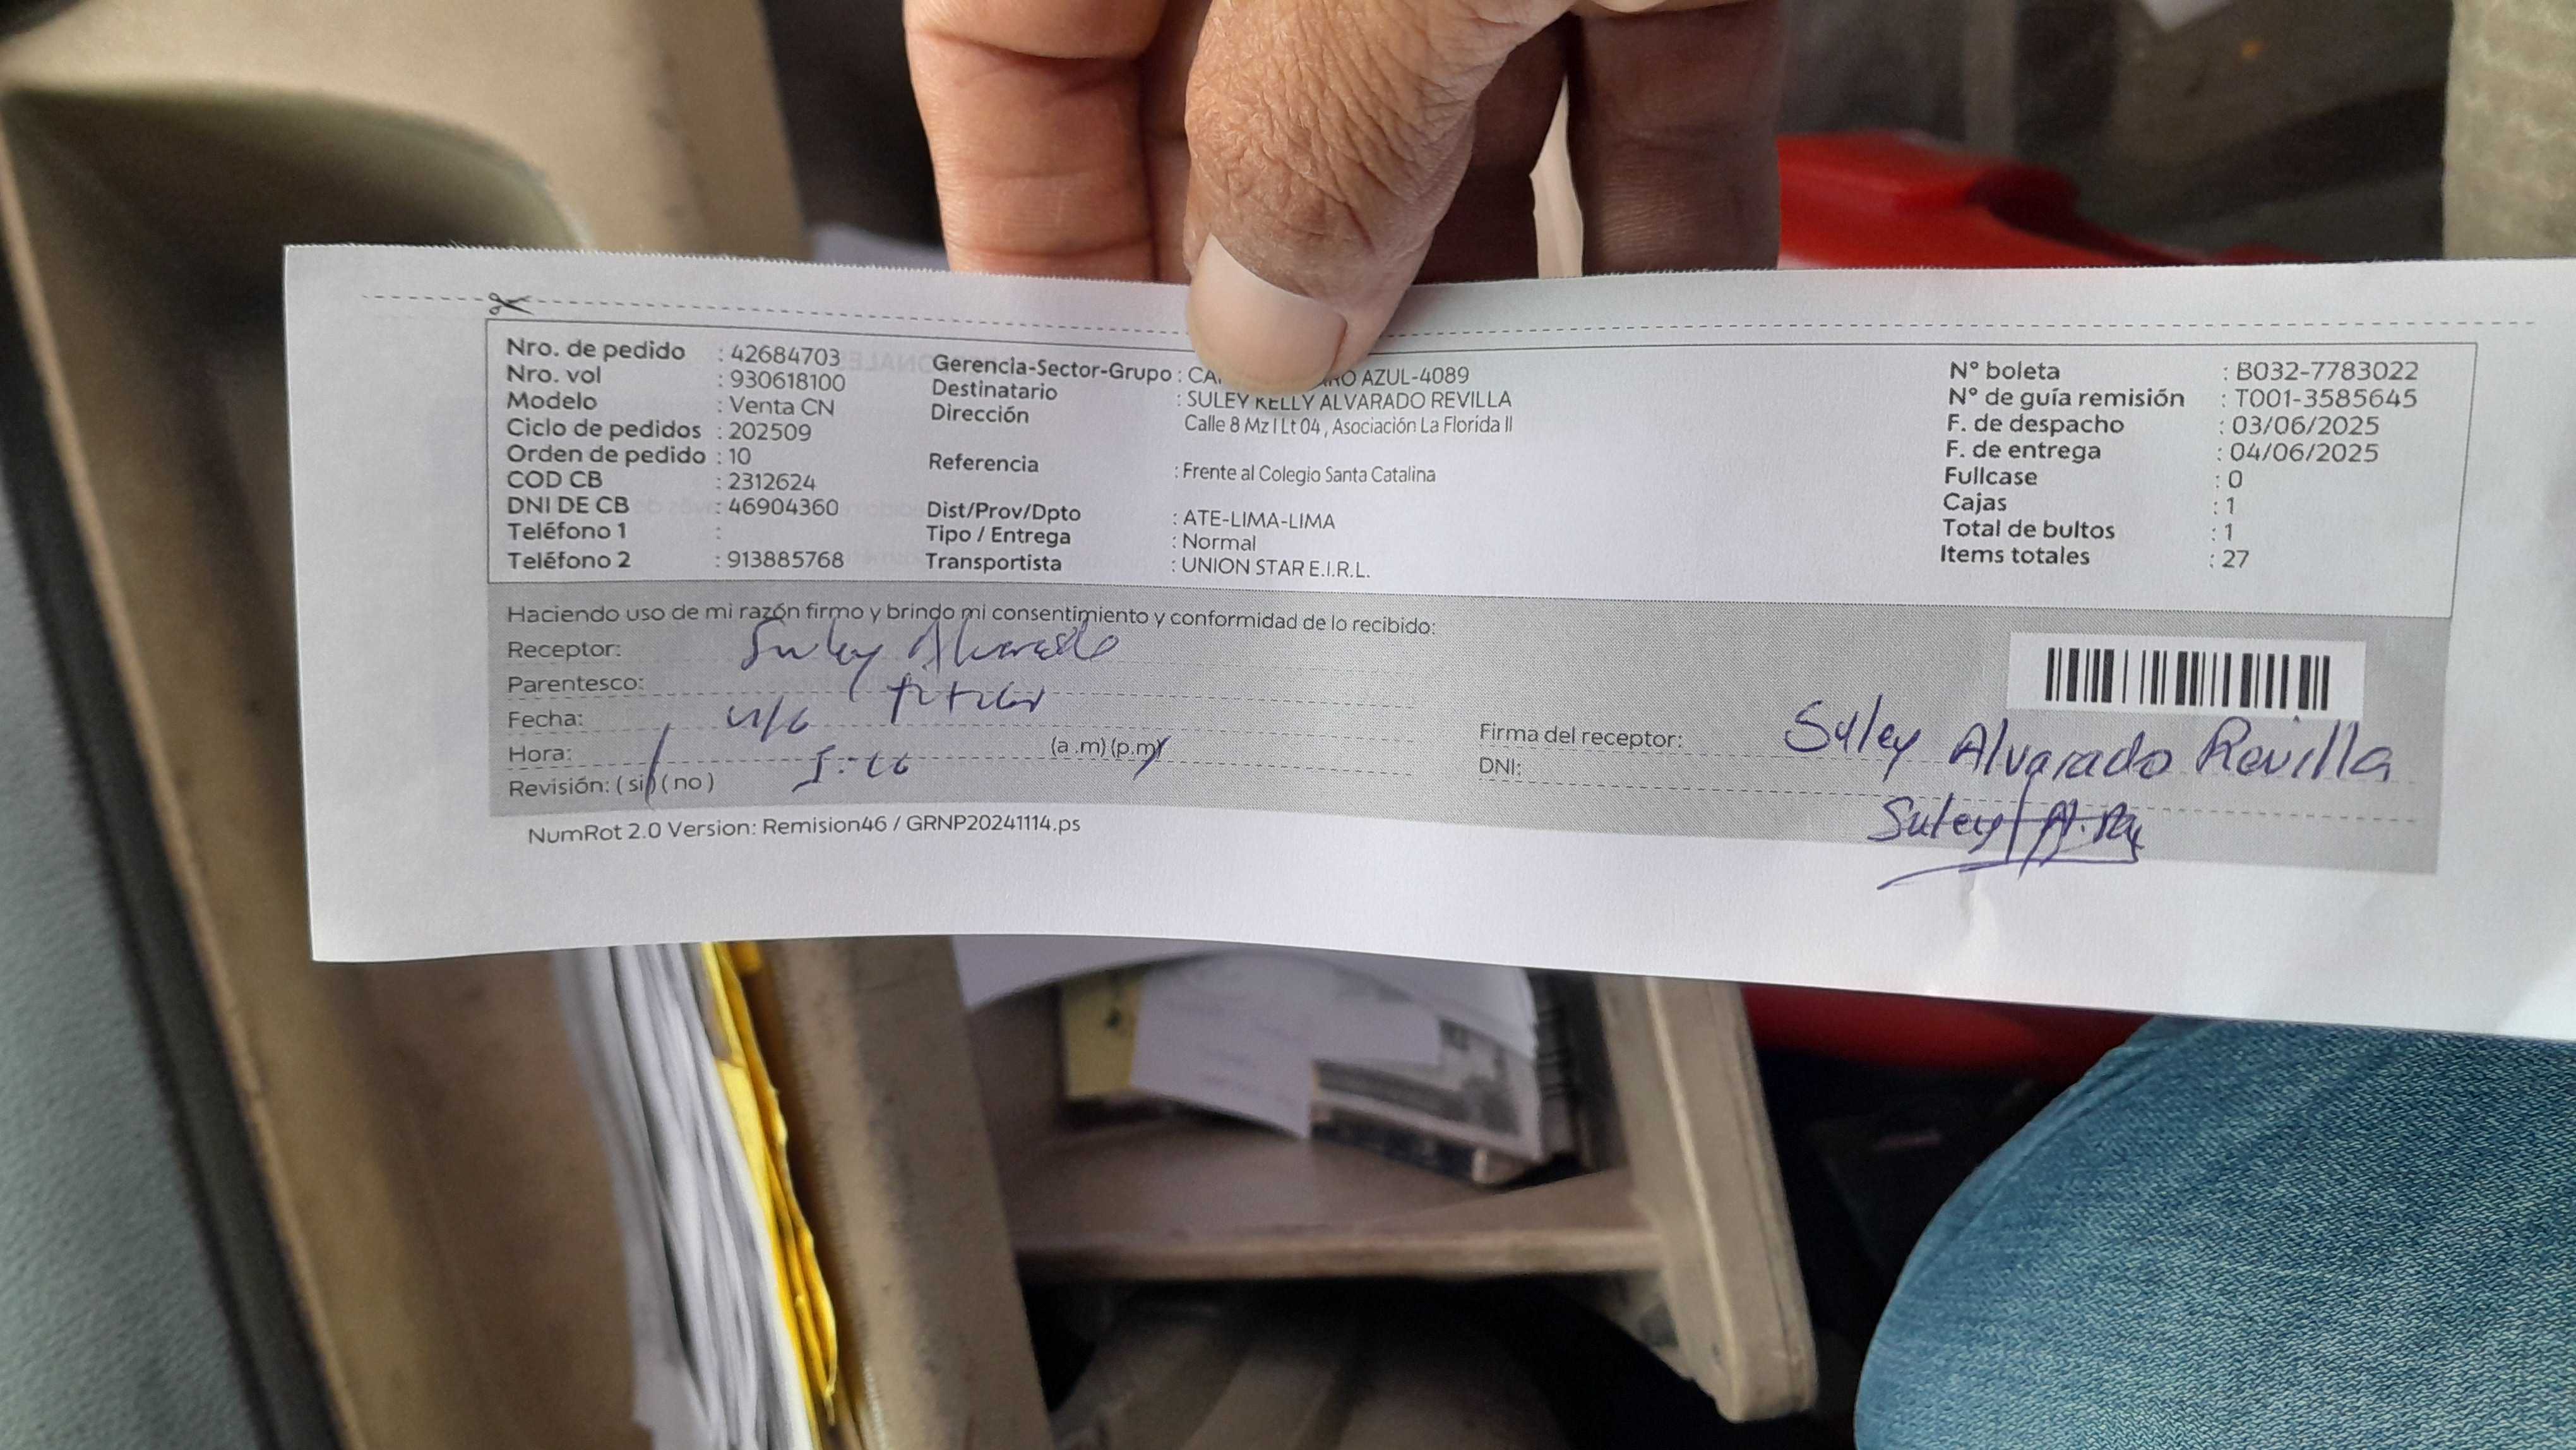 Nro. de pedido : 42684703
Nro. vol : 930618100
Modelo : Venta CN
Ciclo de pedidos : 202509
Orden de pedido : 10
COD CB : 2312624
DNI DE CB : 46904360
Teléfono 1 :
Teléfono 2 : 913885768
Gerencia-Sector-Grupo : AZUL-4089
Destinatario : SULEY KELLY ALVARADO REVILLA
Dirección Calle 8 Mz I Lt 04 , Asociación La Florida II
Referencia : Frente al Colegio Santa Catalina
Dist/Prov/Dpto : ATE-LIMA-LIMA
Tipo / Entrega : Normal
Transportista : UNION STAR E.I.R.L.
N° boleta : B032-7783022
N° de guía remisión : T001-3585645
F. de despacho : 03/06/2025
F. de entrega : 04/06/2025
Fullcase : 0
Cajas : 1
Total de bultos : 1
Items totales : 27
Haciendo uso de mi razón firmo y brindo mi consentimiento y conformidad de lo recibido:
Receptor: Suley Alvarado
Parentesco: titular
Fecha: 4/6
Hora: (a .m) (p.m)
Revisión: ( si ) ( no )
Firma del receptor: Suley Alvarado Revilla
DNI:
Suley
NumRot 2.0 Version: Remision46 / GRNP20241114.ps